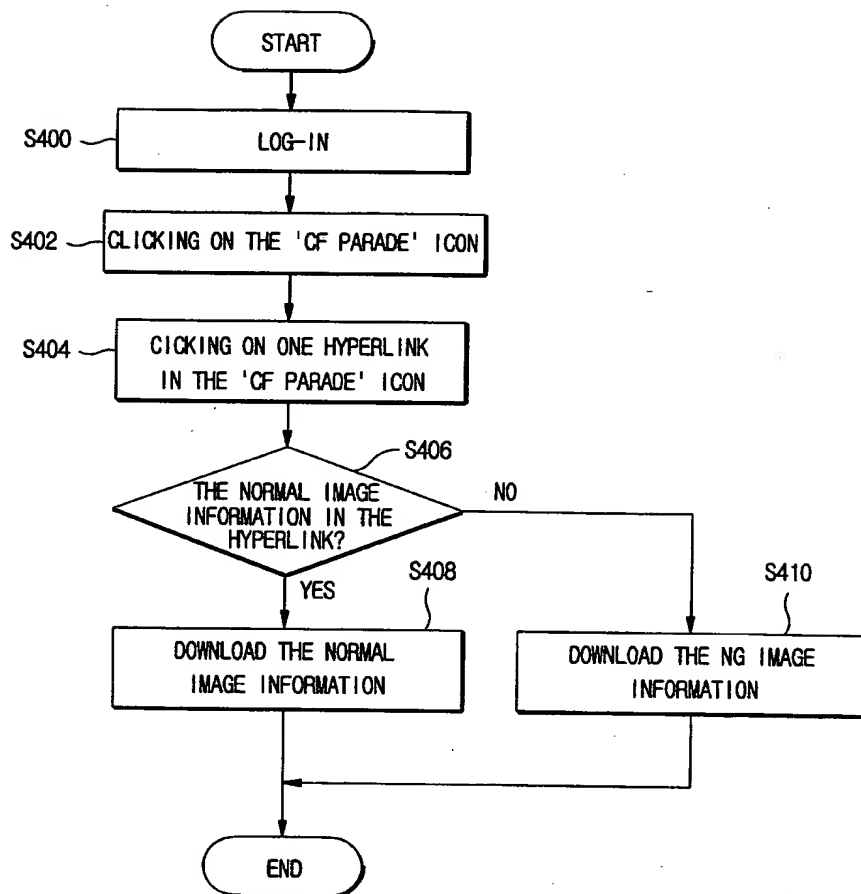 START
S400
LOG-IN
S402
CLICKING ON THE 'CF PARADE' ICON
S404
CICKING ON ONE HYPERLINK
IN THE 'CF PARADE' ICON
S406
THE NORMAL IMAGE
INFORMATION IN THE
HYPERLINK?
NO
YES
S408
DOWNLOAD THE NORMAL
IMAGE INFORMATION
S410
DOWNLOAD THE NG IMAGE
INFORMATION
END